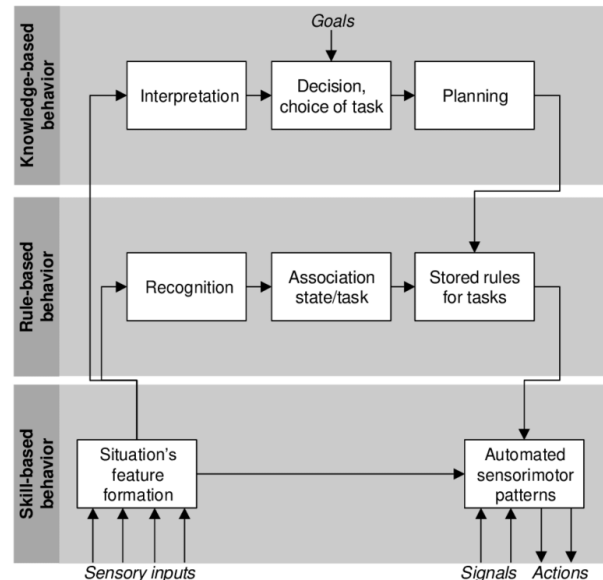 Goals
Knowledge-based
behavior
Interpretation
Decision,
choice of task
Planning
Rule-based
behavior
Recognition
Association
state/task
Stored rules
for tasks
Skill-based
behavior
Situation's
feature
formation
Automated
sensorimotor
patterns
Sensory inputs
Signals
Actions